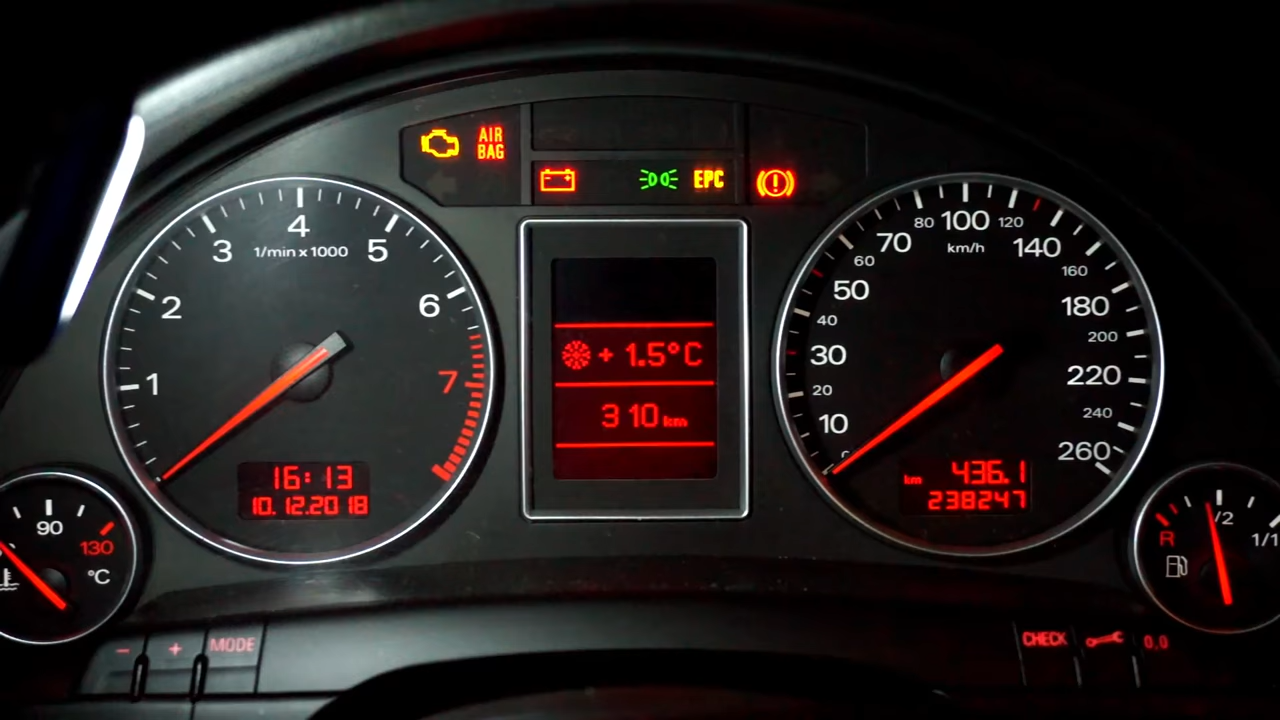 AIR
BAG
EPC
1
2
3
4
5
6
7
1/min x 1000
16:13
10.12.2018
+ 1.5°C
310 km
0
10
20
30
40
50
60
70
80
100
120
140
160
180
200
220
240
260
km/h
km 436.1
238247
90
130
°C
R
1/2
1/1
- + MODE
CHECK 0.0